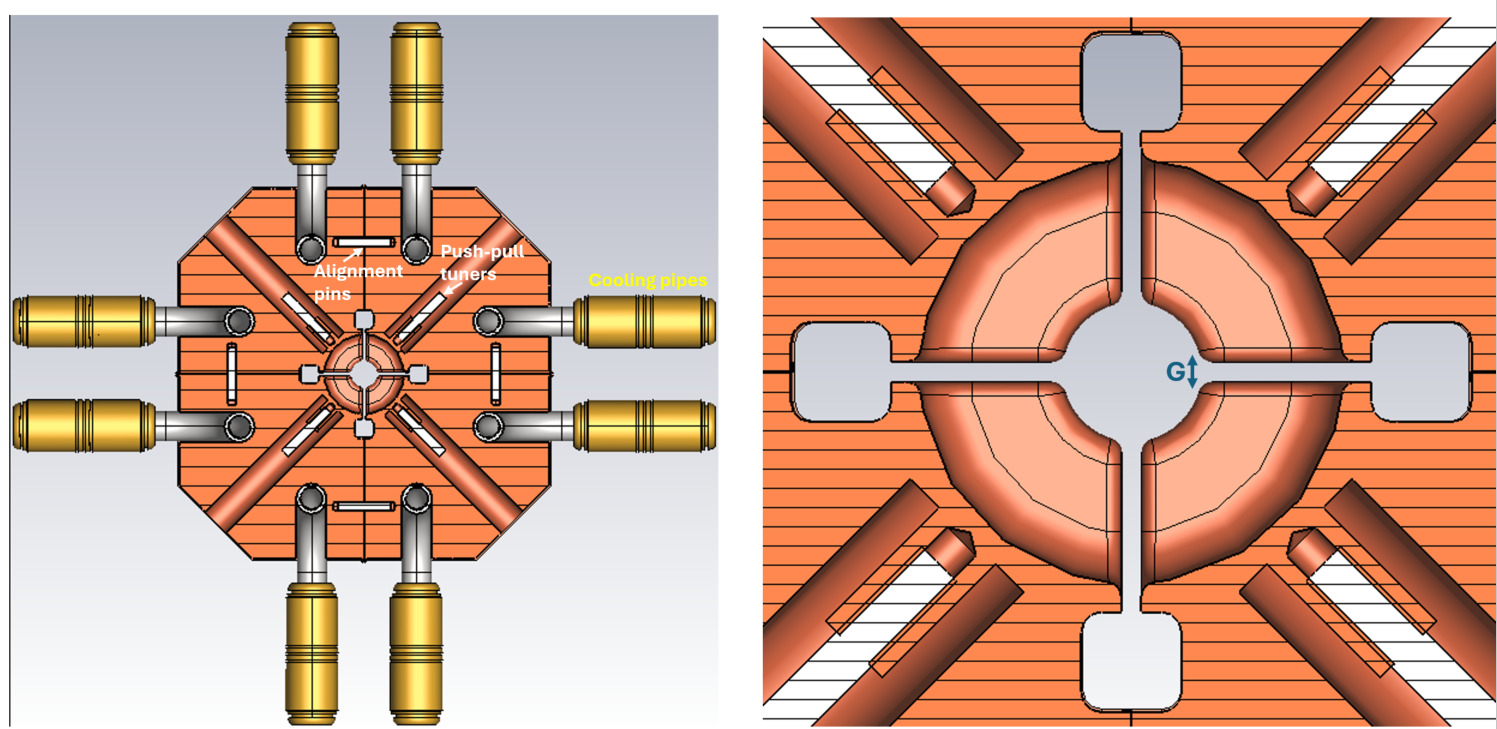 Alignment
pins
Push-pull
tuners
Cooling pipes
G